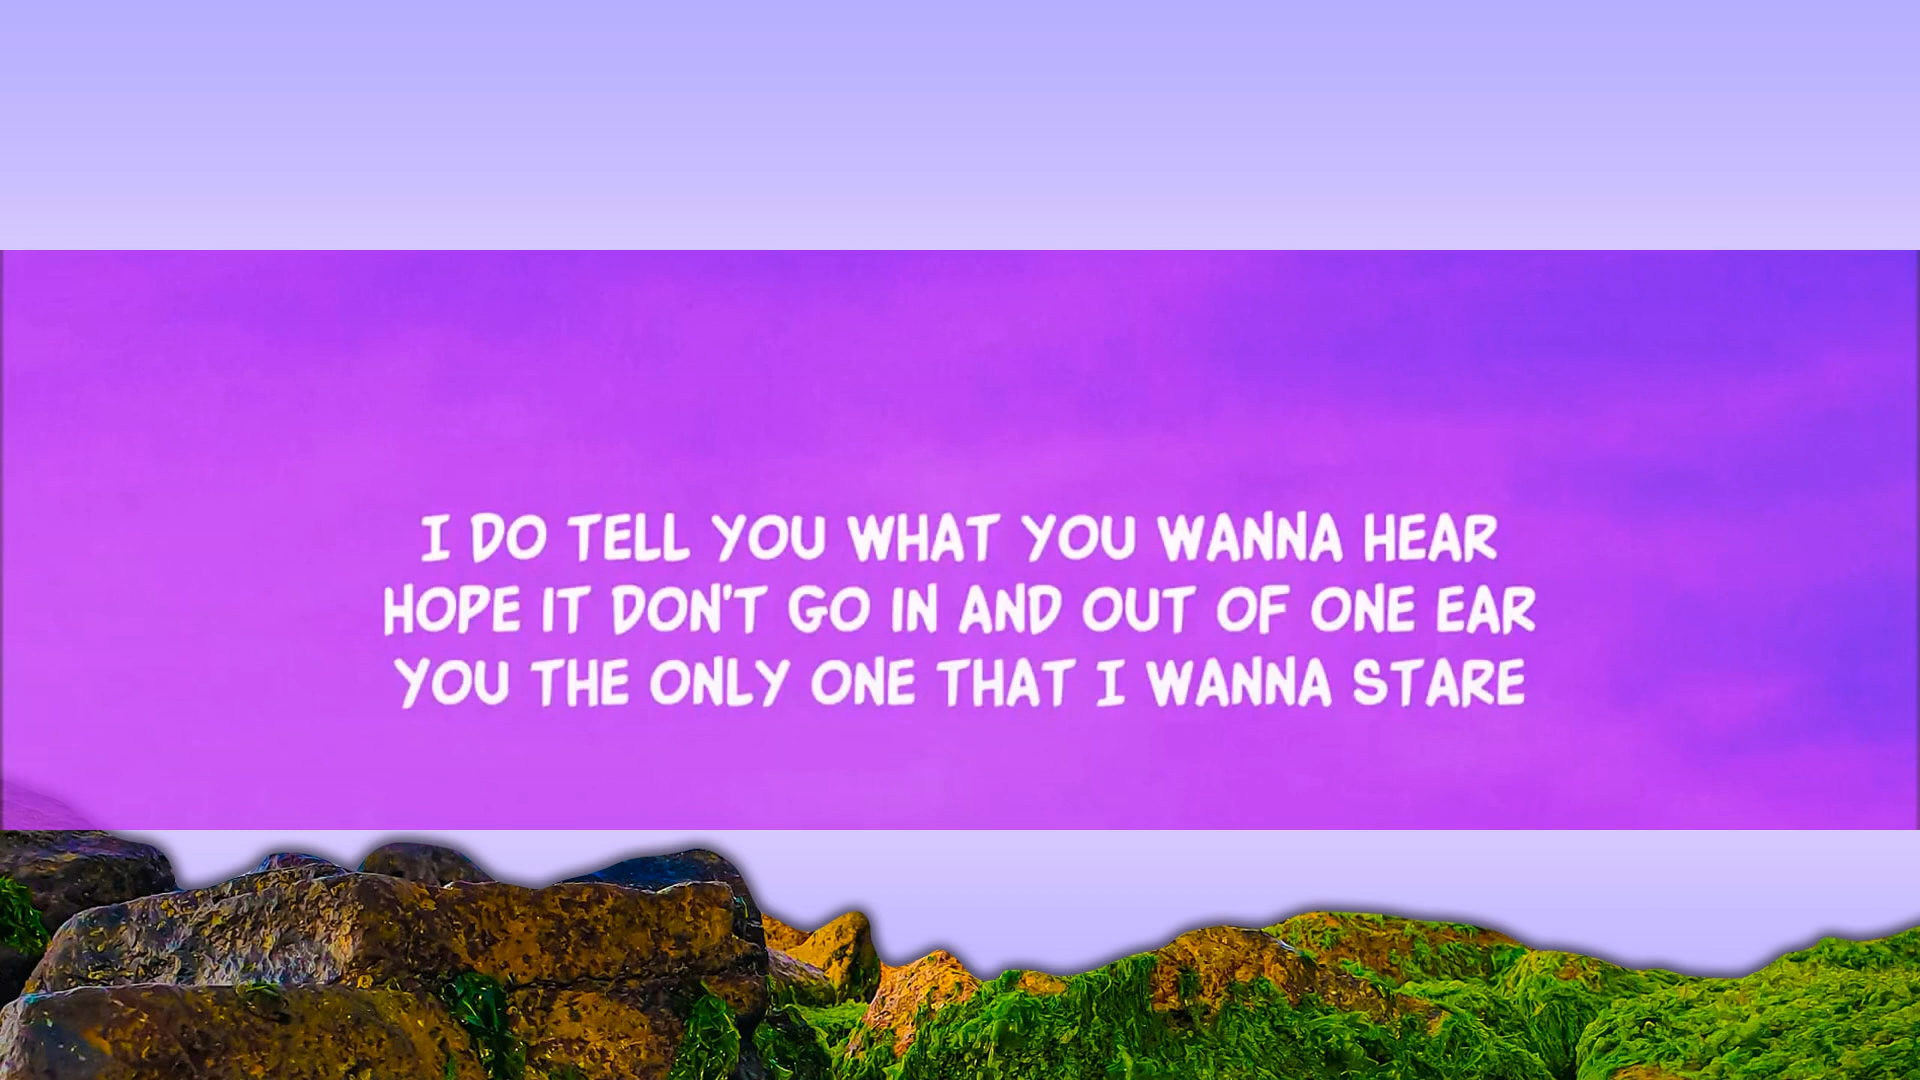 I DO TELL YOU WHAT YOU WANNA HEAR
HOPE IT DON'T GO IN AND OUT OF ONE EAR
YOU THE ONLY ONE THAT I WANNA STARE